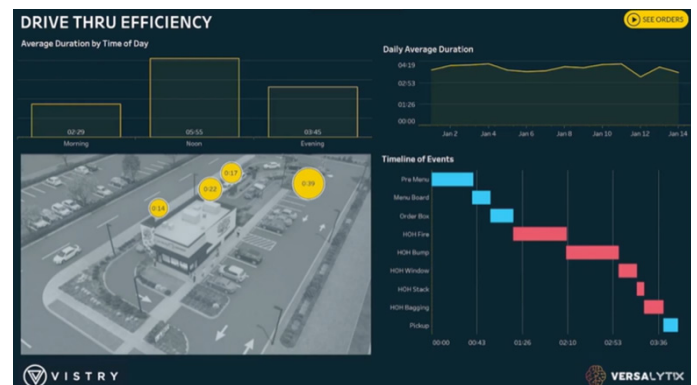 DRIVE THRU EFFICIENCY
SEE ORDERS
Average Duration by Time of Day
02:29
05:55
03:45
Morning
Noon
Evening
Daily Average Duration
04:19
02:53
01:26
00:00
Jan 2
Jan 4
Jan 6
Jan 8
Jan 10
Jan 12
Jan 14
0:14
0:22
0:17
0:39
Timeline of Events
Pre Menu
Menu Board
Order Box
HOH Fire
HOH Bump
HOH Window
HOH Stack
HOH Bagging
Pickup
00:00
00:43
01:26
02:10
02:53
03:36
VISTRY
VERSALYTIX